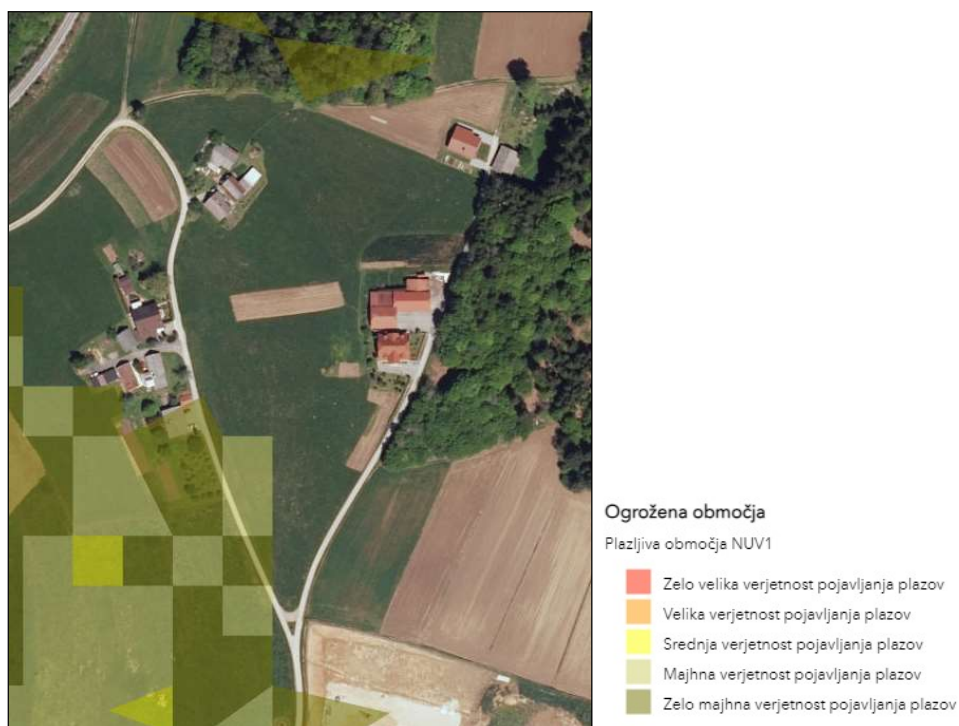 Ogrožena območja
Plazljiva območja NUV1
Zelo velika verjetnost pojavljanja plazov
Velika verjetnost pojavljanja plazov
Srednja verjetnost pojavljanja plazov
Majhna verjetnost pojavljanja plazov
Zelo majhna verjetnost pojavljanja plazov